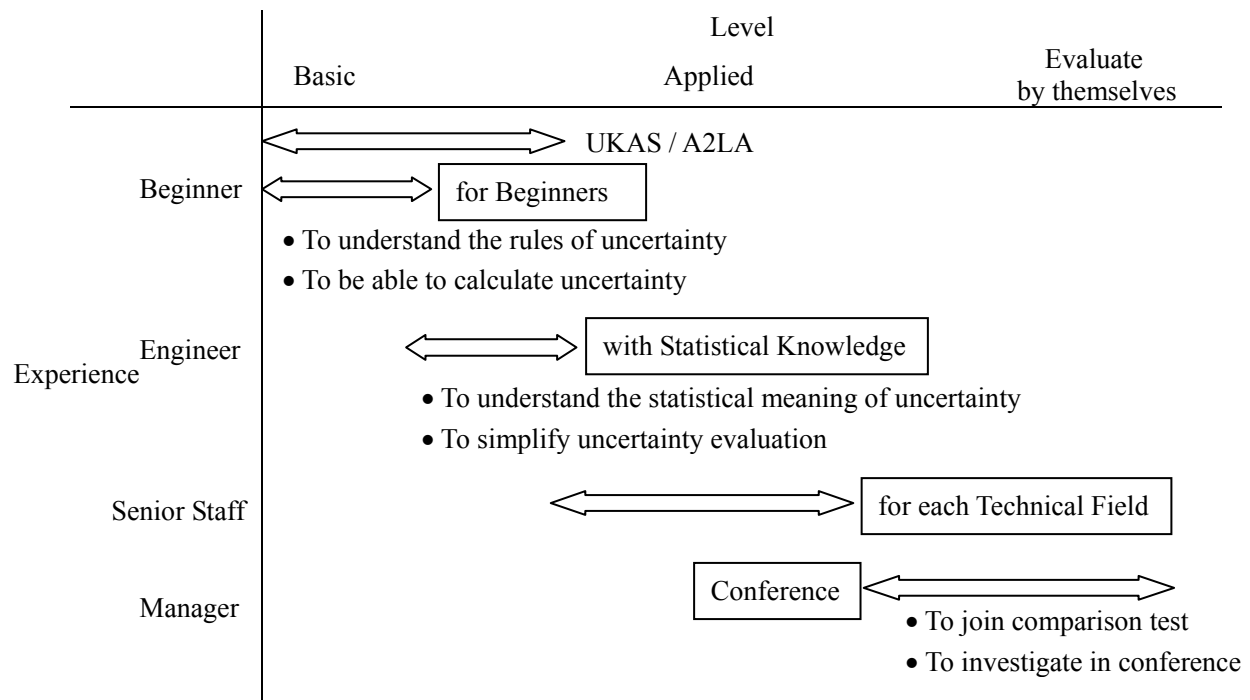 Level
Basic
Applied
Evaluate
by themselves
UKAS / A2LA
Beginner
for Beginners
• To understand the rules of uncertainty
• To be able to calculate uncertainty
Engineer
with Statistical Knowledge
Experience
• To understand the statistical meaning of uncertainty
• To simplify uncertainty evaluation
Senior Staff
for each Technical Field
Manager
Conference
• To join comparison test
• To investigate in conference